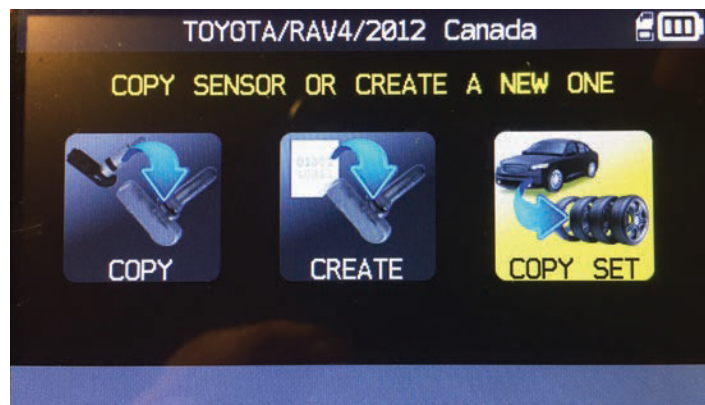 TOYOTA/RAV4/2012 Canada
COPY SENSOR OR CREATE A NEW ONE
COPY
CREATE
COPY SET